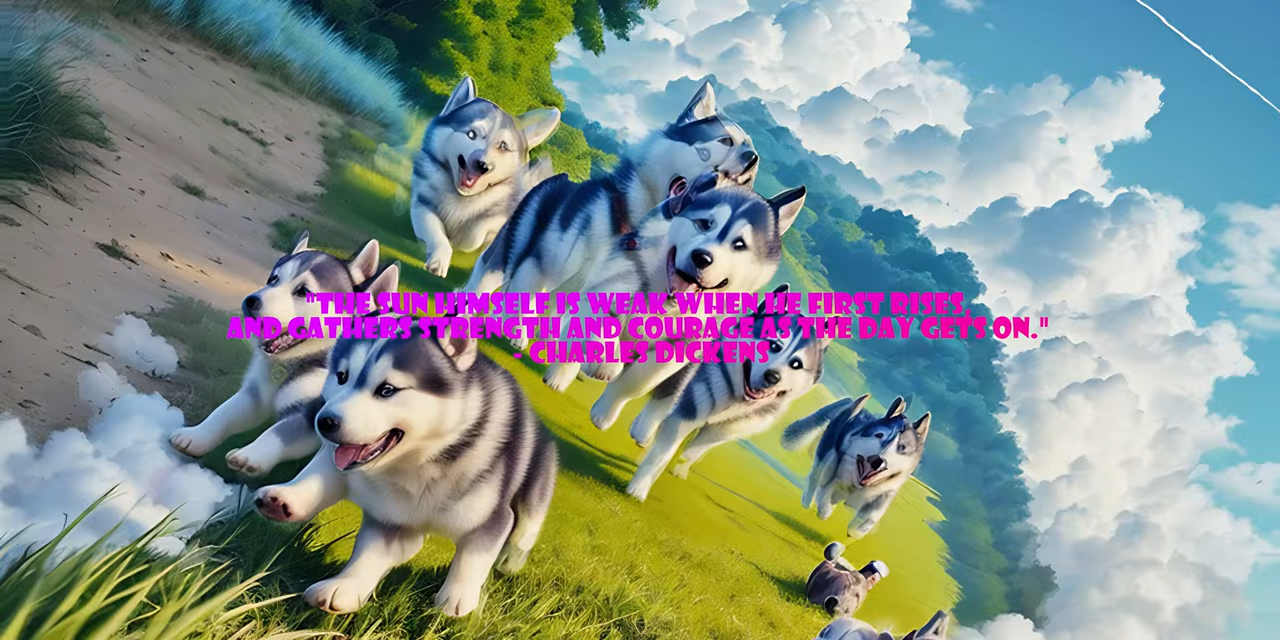 "THE SUN HIMSELF IS WEAK WHEN HE FIRST RISES,
AND GATHERS STRENGTH AND COURAGE AS THE DAY GETS ON."
- CHARLES DICKENS